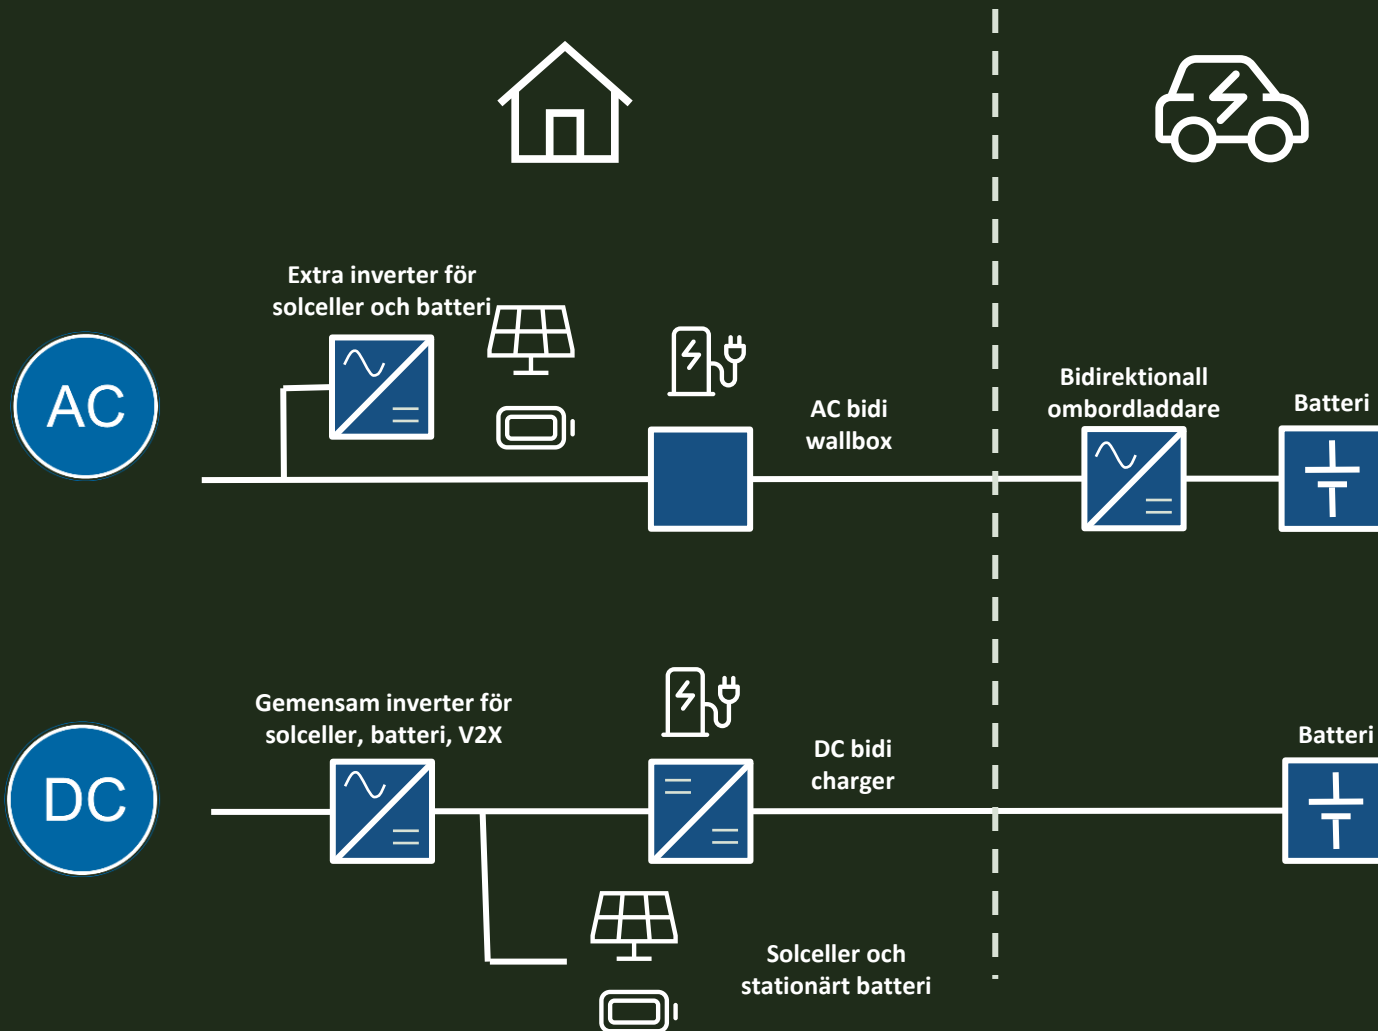 Extra inverter för
solceller och batteri
AC
AC bidi
wallbox
Bidirektionall
ombordladdare
Batteri
Gemensam inverter för
solceller, batteri, V2X
DC
DC bidi
charger
Batteri
Solceller och
stationärt batteri